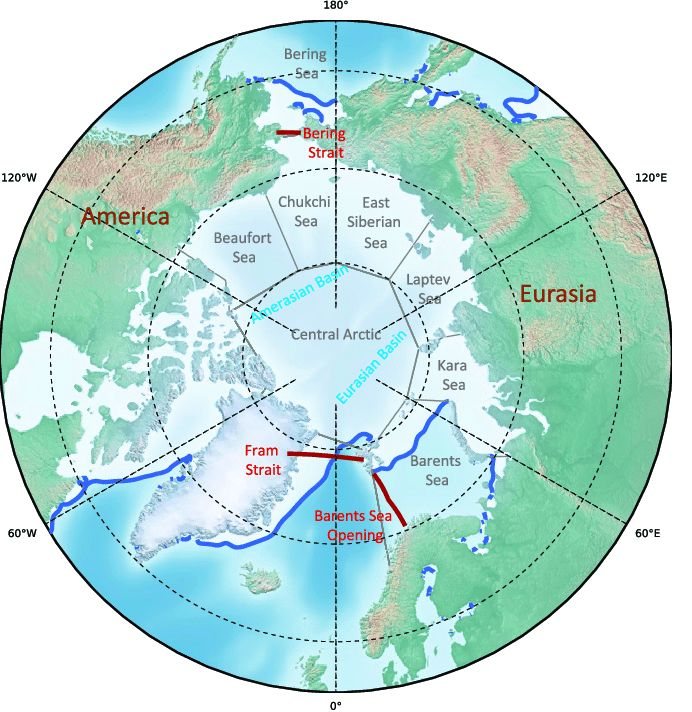 180°
Bering
Sea
Bering
Strait
120°W
120°E
America
Chukchi
Sea
East
Siberian
Sea
Beaufort
Sea
Laptev
Sea
Eurasia
Amerasian Basin
Central Arctic
Eurasian Basin
Kara
Sea
Fram
Strait
Barents
Sea
Barents Sea
Opening
60°W
60°E
0°